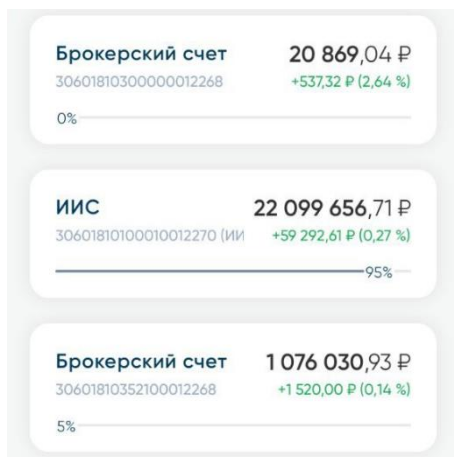 Брокерский счет 20 869,04 ₽
30601810300000012268 +537,32 ₽ (2,64 %)
0%
ИИС 22 099 656,71 ₽
30601810100010012270 (ИИ +59 292,61 ₽ (0,27 %)
95%
Брокерский счет 1 076 030,93 ₽
30601810352100012268 +1 520,00 ₽ (0,14 %)
5%